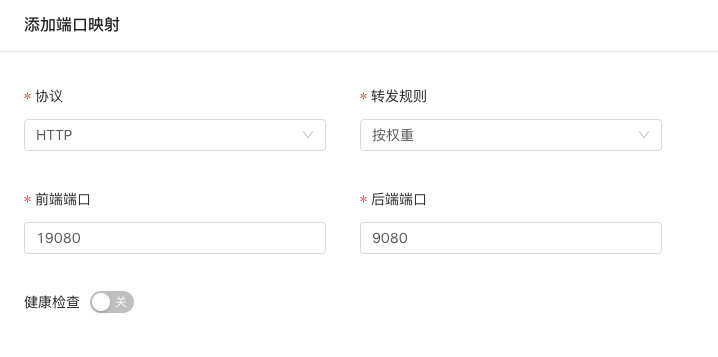 添加端口映射
* 协议 * 转发规则
HTTP 按权重
* 前端端口 * 后端端口
19080 9080
健康检查 关